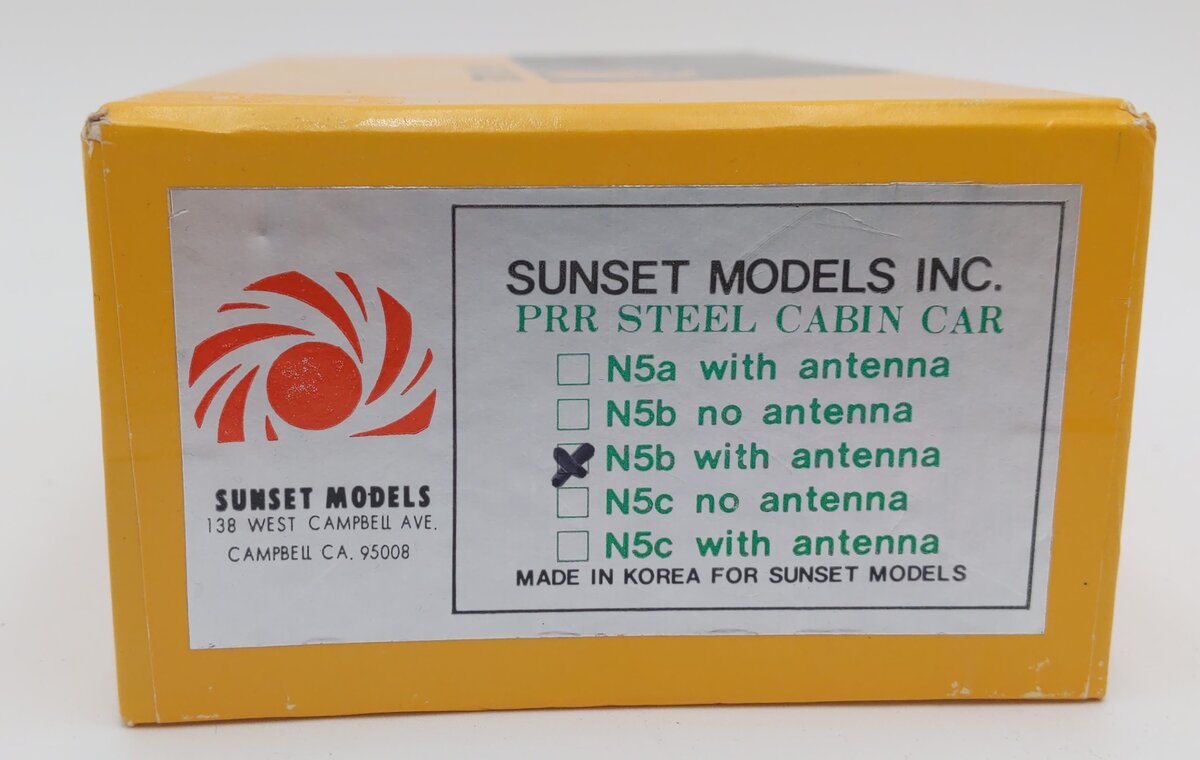 SUNSET MODELS
138 WEST CAMPBELL AVE.
CAMPBELL CA. 95008
SUNSET MODELS INC.
PRR STEEL CABIN CAR
N5a with antenna
N5b no antenna
N5b with antenna
N5c no antenna
N5c with antenna
MADE IN KOREA FOR SUNSET MODELS